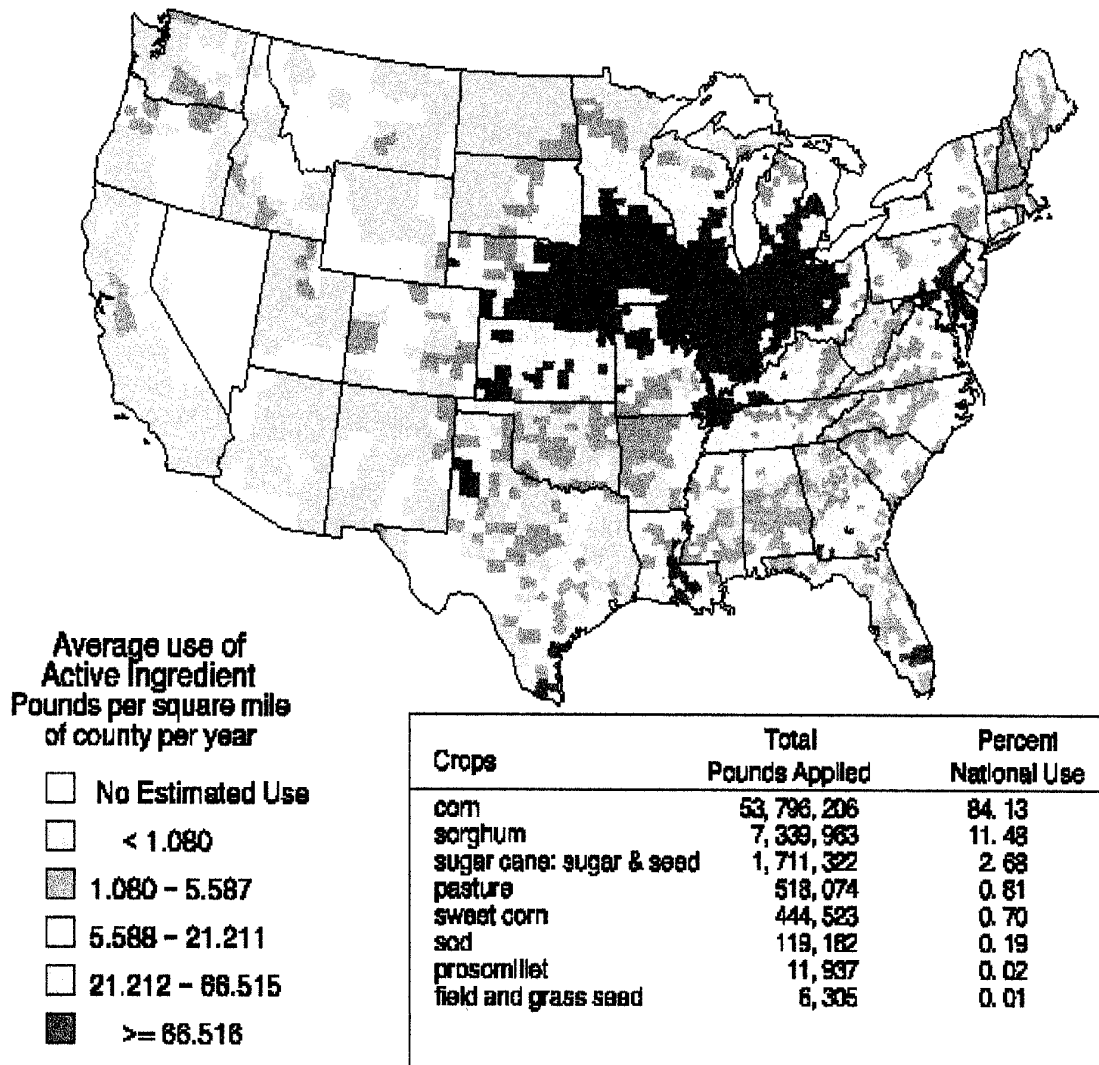 Average use of
Active Ingredient
Pounds per square mile
of county per year
No Estimated Use
< 1.080
1.080 - 5.587
5.588 - 21.211
21.212 - 66.515
>= 66.516
Crops Total Pounds Applied Percent National Use
corn 53,796,206 84.13
sorghum 7,339,963 11.48
sugar cane: sugar & seed 1,711,322 2.68
pasture 518,074 0.81
sweet corn 444,523 0.70
sod 119,182 0.19
prosomillet 11,937 0.02
field and grass seed 6,305 0.01